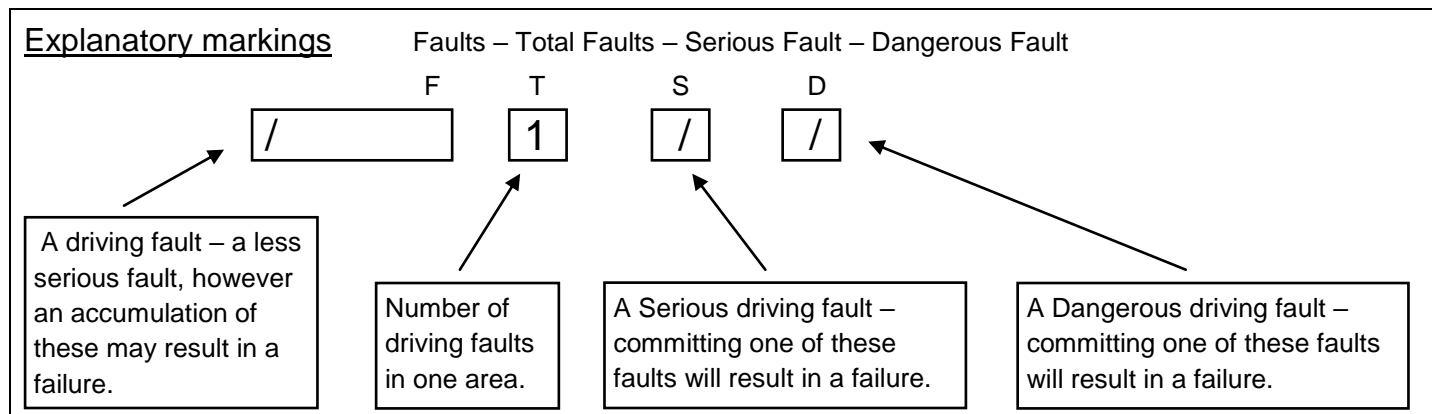 Explanatory markings Faults – Total Faults – Serious Fault – Dangerous Fault
F T S D
/ 1 / /
A driving fault – a less
serious fault, however
an accumulation of
these may result in a
failure.
Number of
driving faults
in one area.
A Serious driving fault –
committing one of these
faults will result in a failure.
A Dangerous driving fault –
committing one of these faults
will result in a failure.